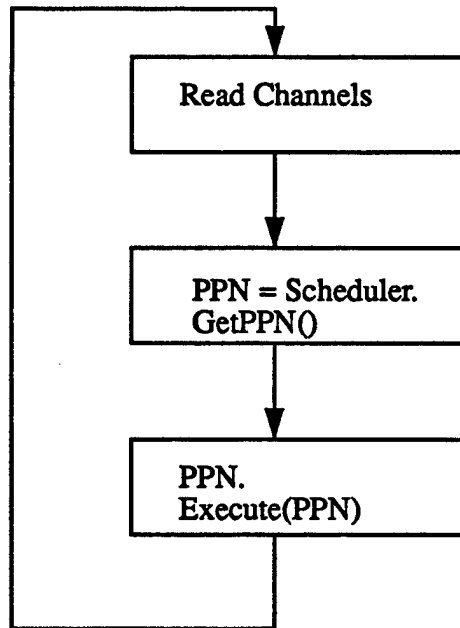 Read Channels
PPN = Scheduler.
GetPPN()
PPN.
Execute(PPN)